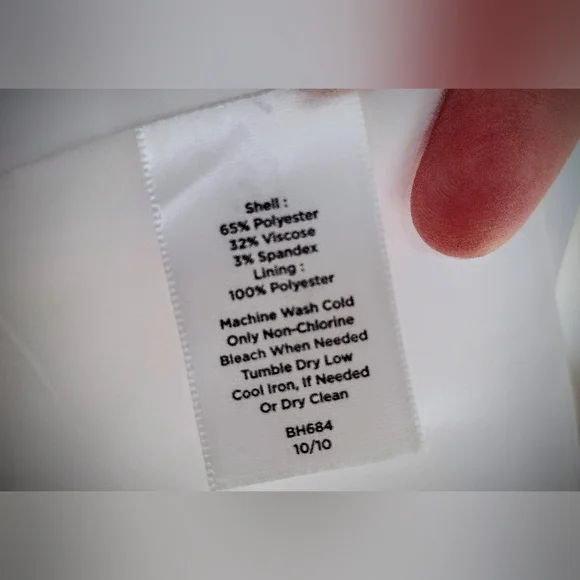 Shell :
65% Polyester
32% Viscose
3% Spandex
Lining :
100% Polyester
Machine Wash Cold
Only Non-Chlorine
Bleach When Needed
Tumble Dry Low
Cool Iron, If Needed
Or Dry Clean
BH684
10/10